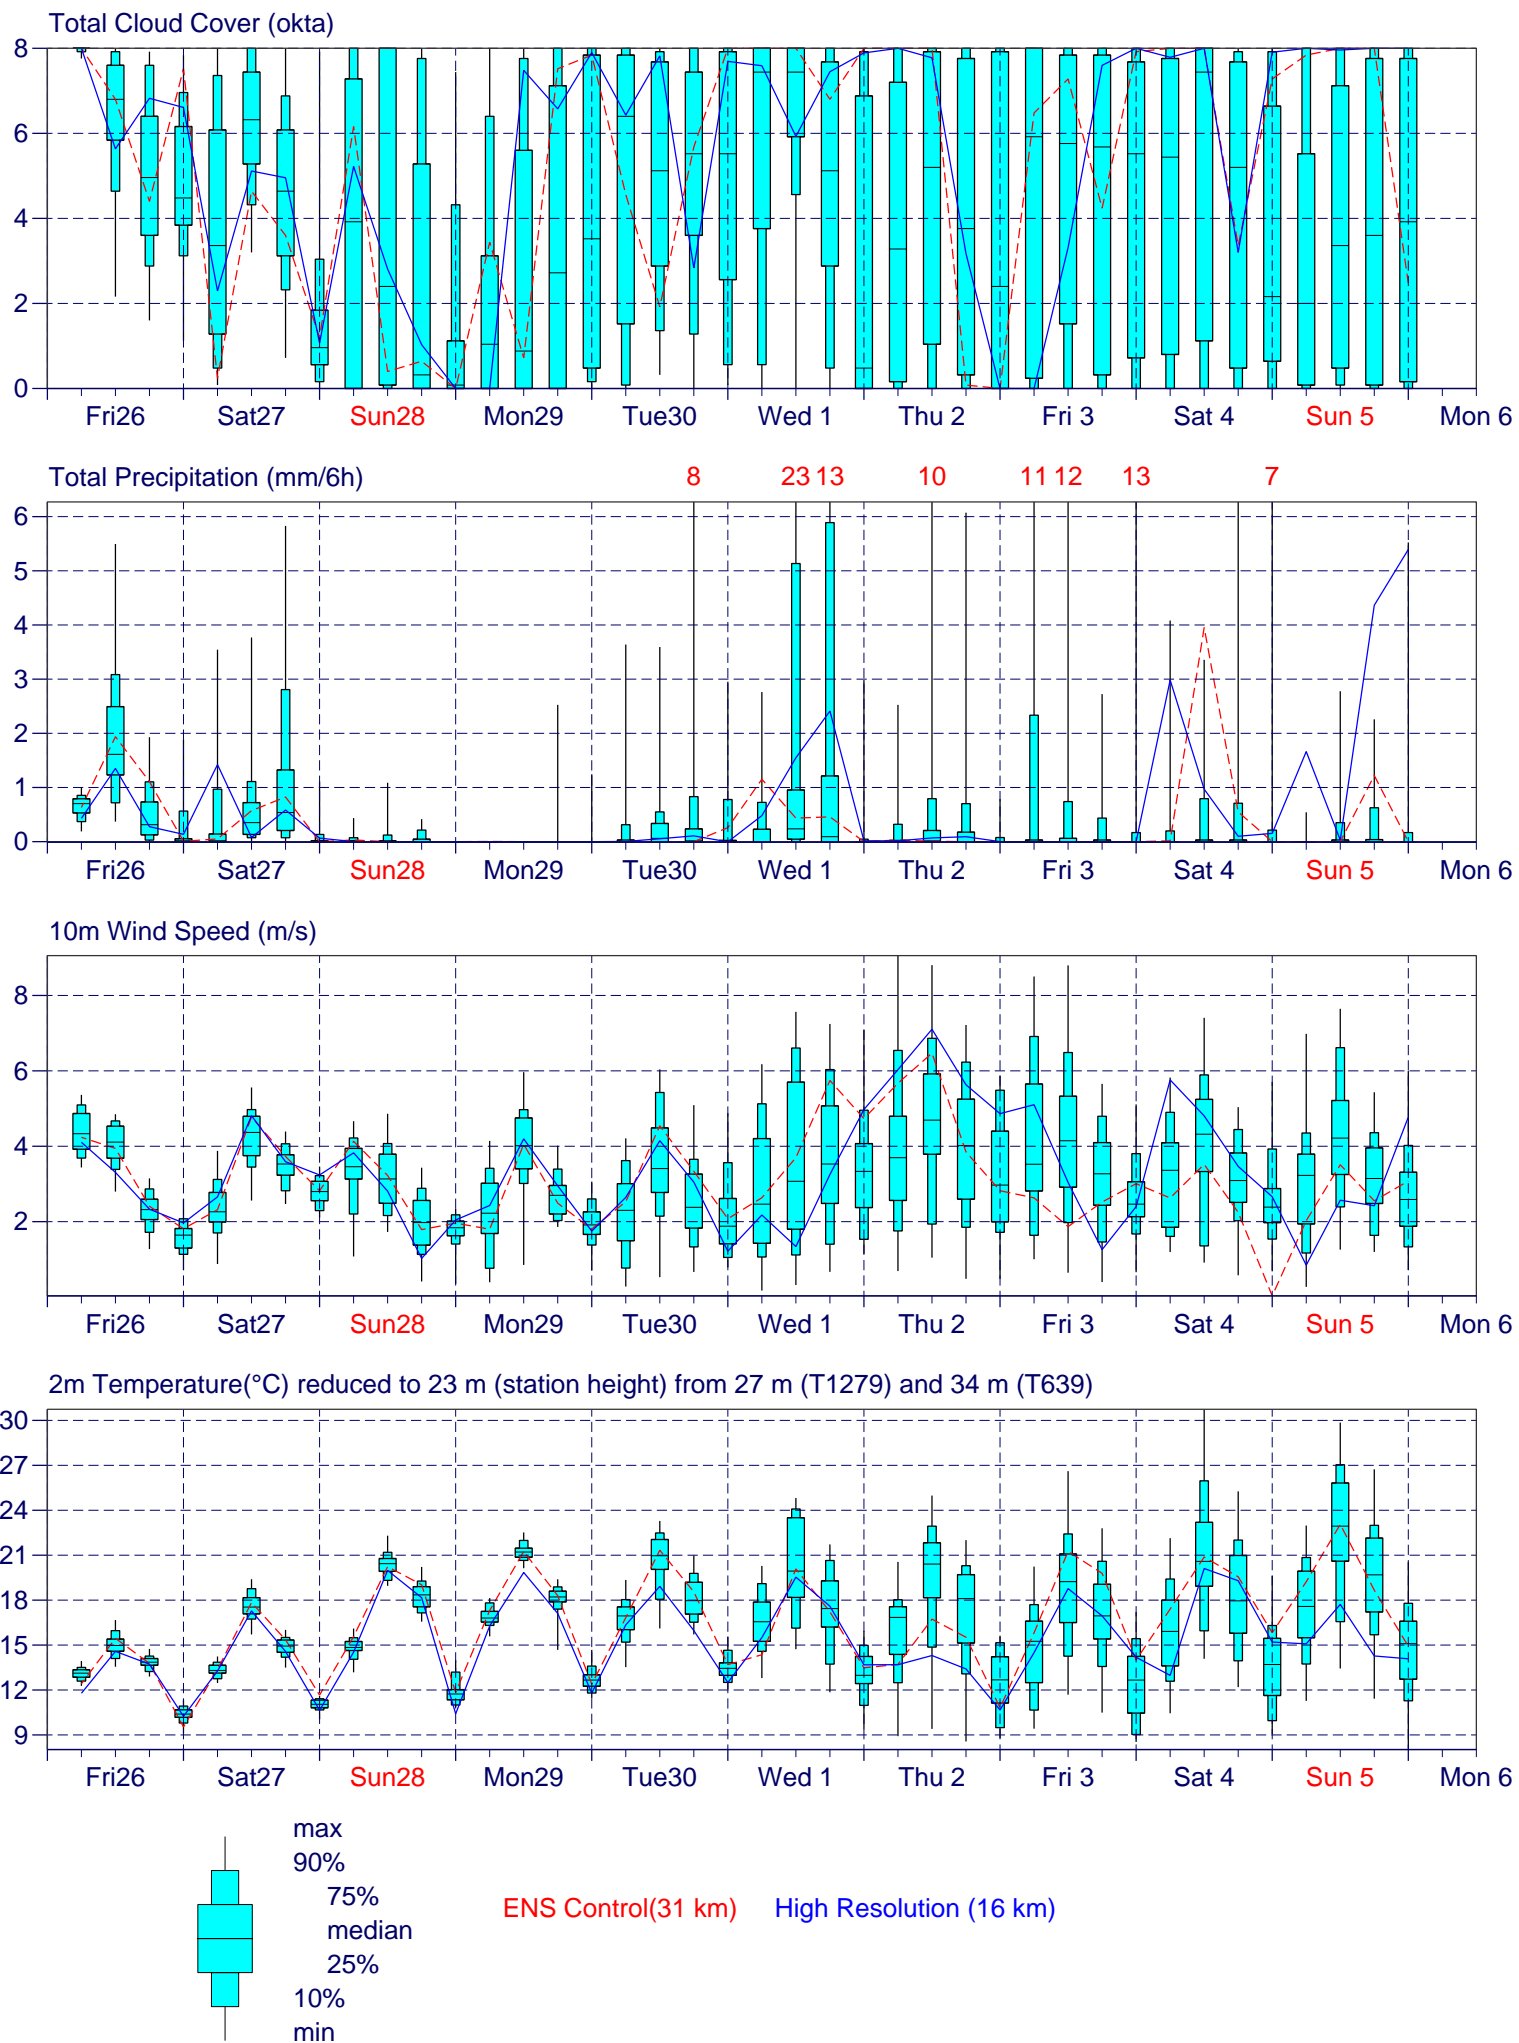 Total Cloud Cover (okta)
8
6
4
2
0
Fri26 Sat27 Sun28 Mon29 Tue30 Wed 1 Thu 2 Fri 3 Sat 4 Sun 5 Mon 6
Total Precipitation (mm/6h) 8 23 13 10 11 12 13 7
6
5
4
3
2
1
0
Fri26 Sat27 Sun28 Mon29 Tue30 Wed 1 Thu 2 Fri 3 Sat 4 Sun 5 Mon 6
10m Wind Speed (m/s)
8
6
4
2
Fri26 Sat27 Sun28 Mon29 Tue30 Wed 1 Thu 2 Fri 3 Sat 4 Sun 5 Mon 6
2m Temperature(°C) reduced to 23 m (station height) from 27 m (T1279) and 34 m (T639)
30
27
24
21
18
15
12
9
Fri26 Sat27 Sun28 Mon29 Tue30 Wed 1 Thu 2 Fri 3 Sat 4 Sun 5 Mon 6
max
90%
75%
median
25%
10%
min
ENS Control(31 km) High Resolution (16 km)